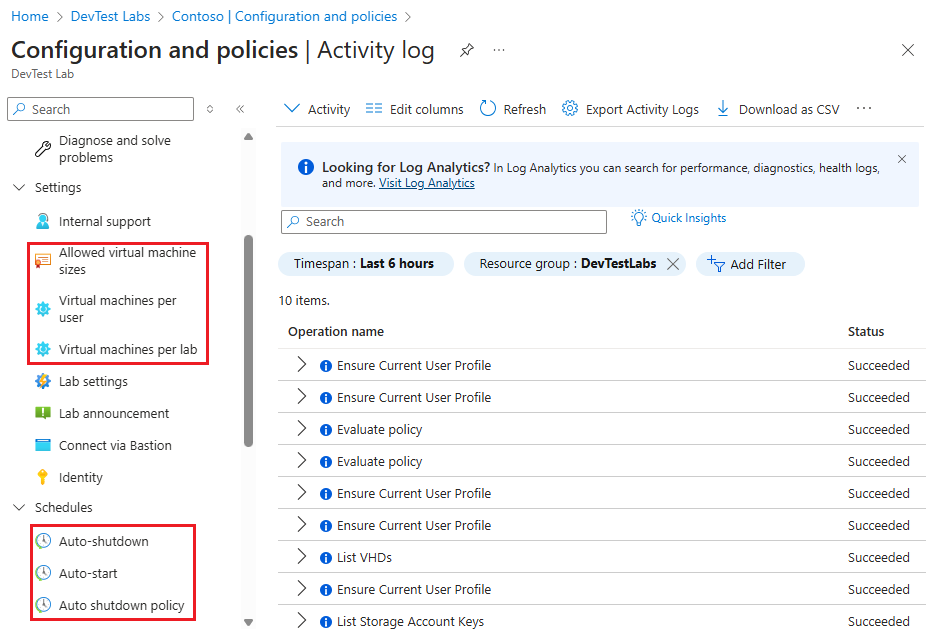 Home > DevTest Labs > Contoso | Configuration and policies >
Configuration and policies | Activity log
DevTest Lab
Search
Diagnose and solve
problems
Settings
Internal support
Allowed virtual machine
sizes
Virtual machines per
user
Virtual machines per lab
Lab settings
Lab announcement
Connect via Bastion
Identity
Schedules
Auto-shutdown
Auto-start
Auto shutdown policy
Activity Edit columns Refresh Export Activity Logs Download as CSV ...
Looking for Log Analytics? In Log Analytics you can search for performance, diagnostics, health logs,
and more. Visit Log Analytics
Search
Quick Insights
Timespan : Last 6 hours Resource group : DevTestLabs Add Filter
10 items.
Operation name Status
Ensure Current User Profile Succeeded
Ensure Current User Profile Succeeded
Evaluate policy Succeeded
Evaluate policy Succeeded
Ensure Current User Profile Succeeded
Ensure Current User Profile Succeeded
List VHDs Succeeded
Ensure Current User Profile Succeeded
List Storage Account Keys Succeeded